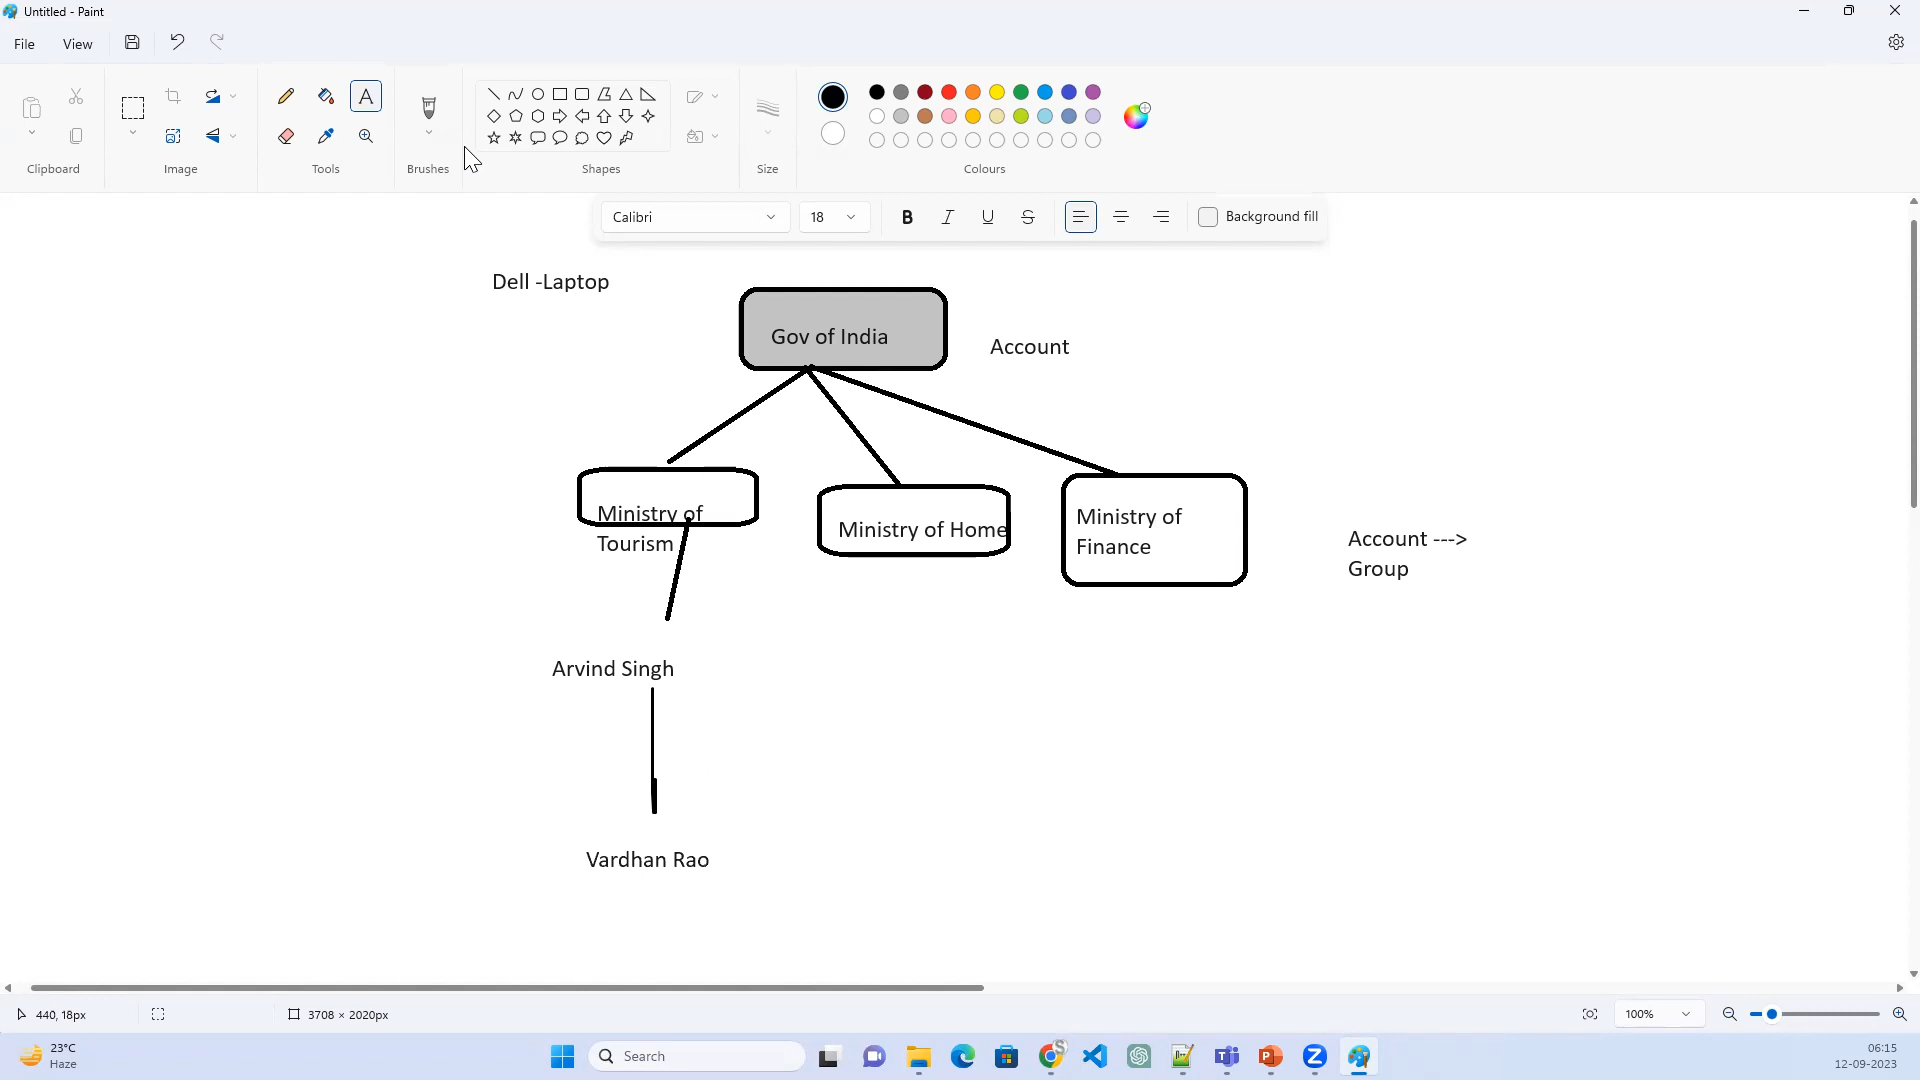 Untitled - Paint
File
View
Clipboard
Image
Tools
Brushes
Shapes
Size
Colours
Calibri
18
B
I
U
S
Background fill
Dell -Laptop
Gov of India
Account
Ministry of
Tourism
Ministry of Home
Ministry of
Finance
Account --->
Group
Arvind Singh
Vardhan Rao
440, 18px
3708 × 2020px
100%
23°C
Haze
Search
06:15
12-09-2023